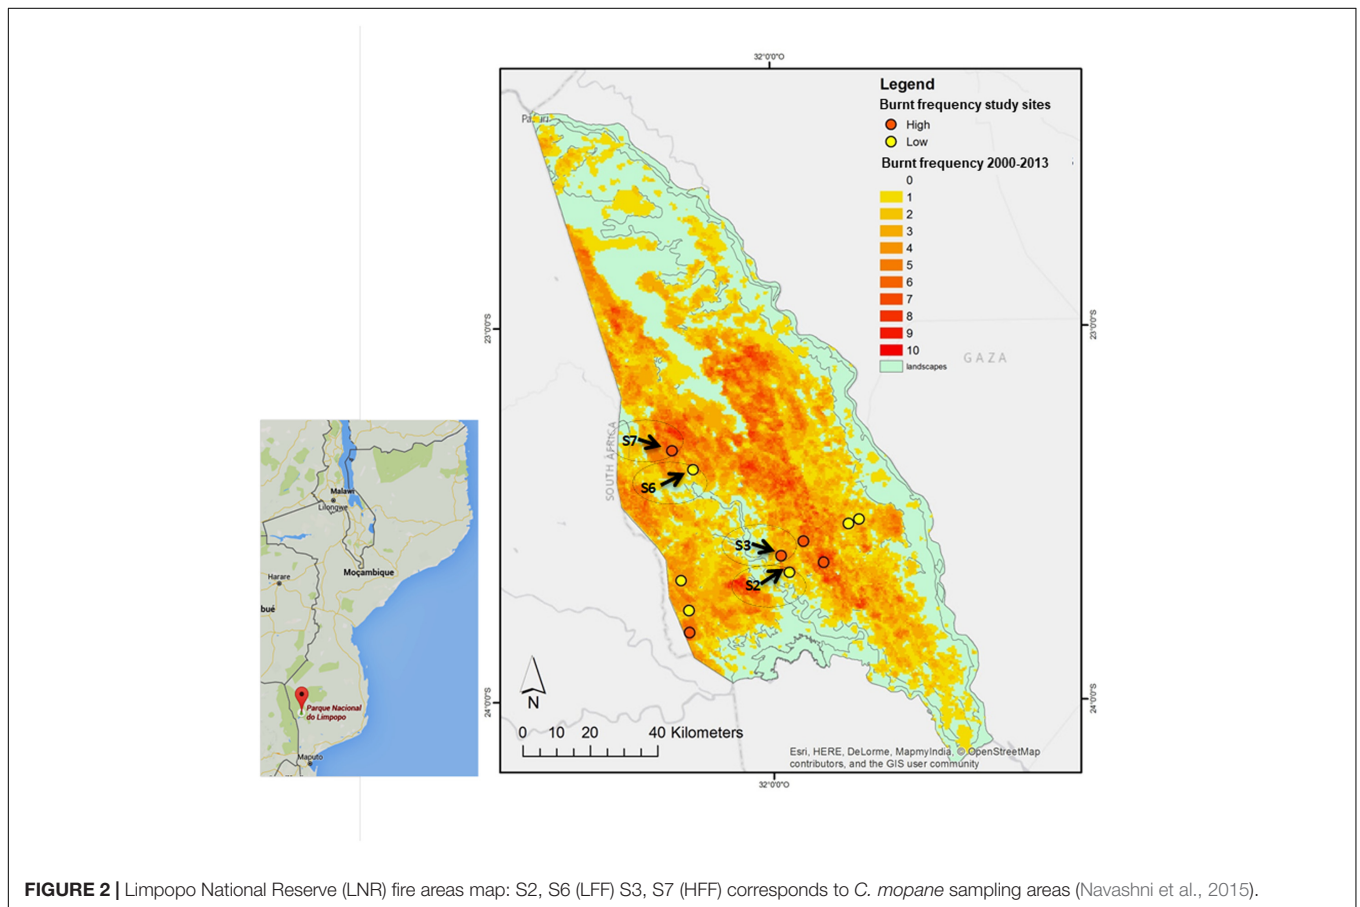 32°0'0"O
Legend
Burnt frequency study sites
High
Low
Burnt frequency 2000-2013
0
1
2
3
4
5
6
7
8
9
10
landscapes
23°0'0"S
23°0'0"S
GAZA
SOUTH AFRICA
S7
S6
S3
S2
24°0'0"S
24°0'0"S
N
0 10 20 40 Kilometers
Esri, HERE, DeLorme, MapmyIndia, © OpenStreetMap
contributors, and the GIS user community
32°0'0"O
Malawi
Lilongwe
Moçambique
Harare
bué
Parque Nacional
do Limpopo
Maputo
FIGURE 2 | Limpopo National Reserve (LNR) fire areas map: S2, S6 (LFF) S3, S7 (HFF) corresponds to C. mopane sampling areas (Navashni et al., 2015).